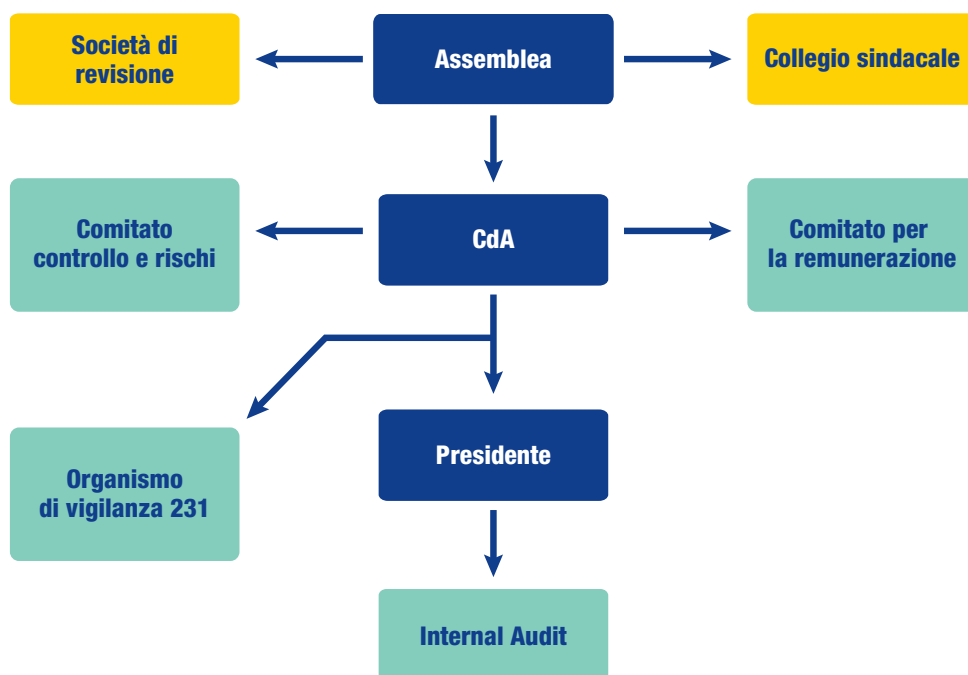 Società di
revisione
Assemblea
Collegio sindacale
Comitato
controllo e rischi
CdA
Comitato per
la remunerazione
Organismo
di vigilanza 231
Presidente
Internal Audit